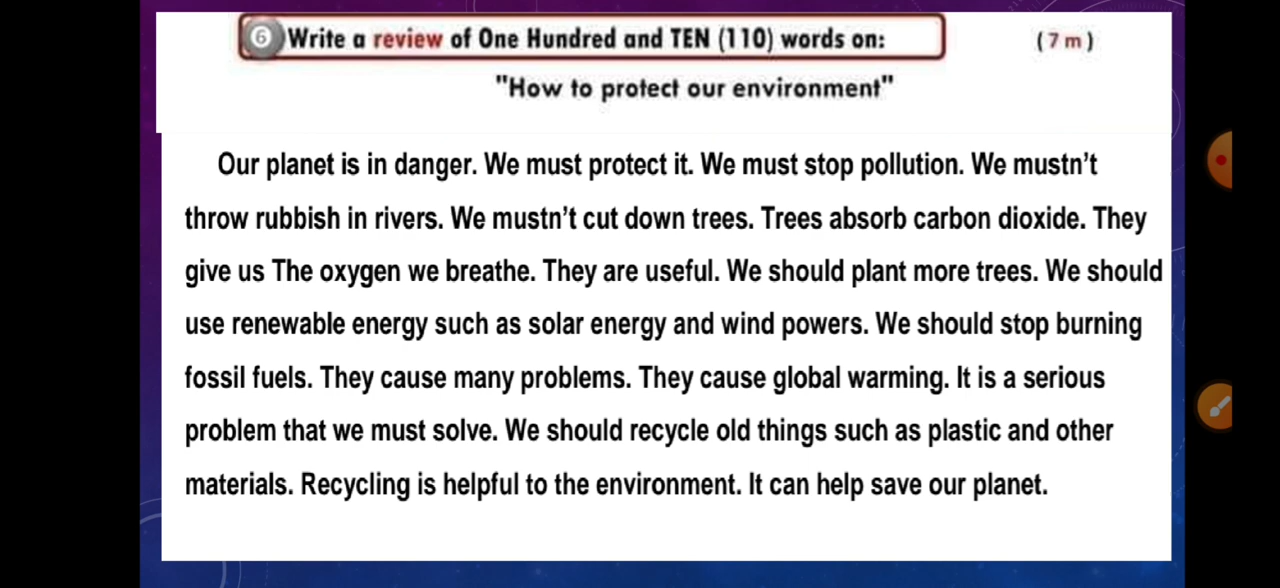 6 Write a review of One Hundred and TEN (110) words on: (7 m)
"How to protect our environment"
Our planet is in danger. We must protect it. We must stop pollution. We mustn’t
throw rubbish in rivers. We mustn’t cut down trees. Trees absorb carbon dioxide. They
give us The oxygen we breathe. They are useful. We should plant more trees. We should
use renewable energy such as solar energy and wind powers. We should stop burning
fossil fuels. They cause many problems. They cause global warming. It is a serious
problem that we must solve. We should recycle old things such as plastic and other
materials. Recycling is helpful to the environment. It can help save our planet.